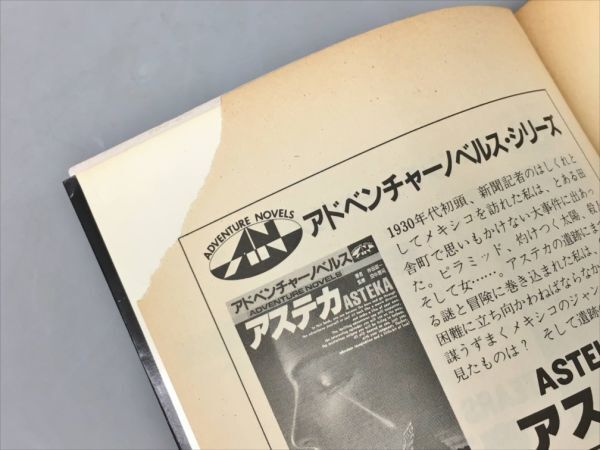 ADVENTURE NOVELS
AN
アドベンチャーノベルス・シリーズ
1930年代初頭、新聞記者のはしくれと
してメキシコを訪れた私は、とある田
舎町で思いもかけない大事件に出あっ
た。ピラミッド、灼けつく太陽、殺し
そして女……。アステカの遺跡にま
る謎と冒険に巻き込まれた私は、
困難に立ち向かわねばならなか
謀うずまくメキシコのジャン
見たものは？ そして遺跡
アドベンチャーノベルス
ADVENTURE NOVELS
アステカ
ASTEKA
ASTE
アス